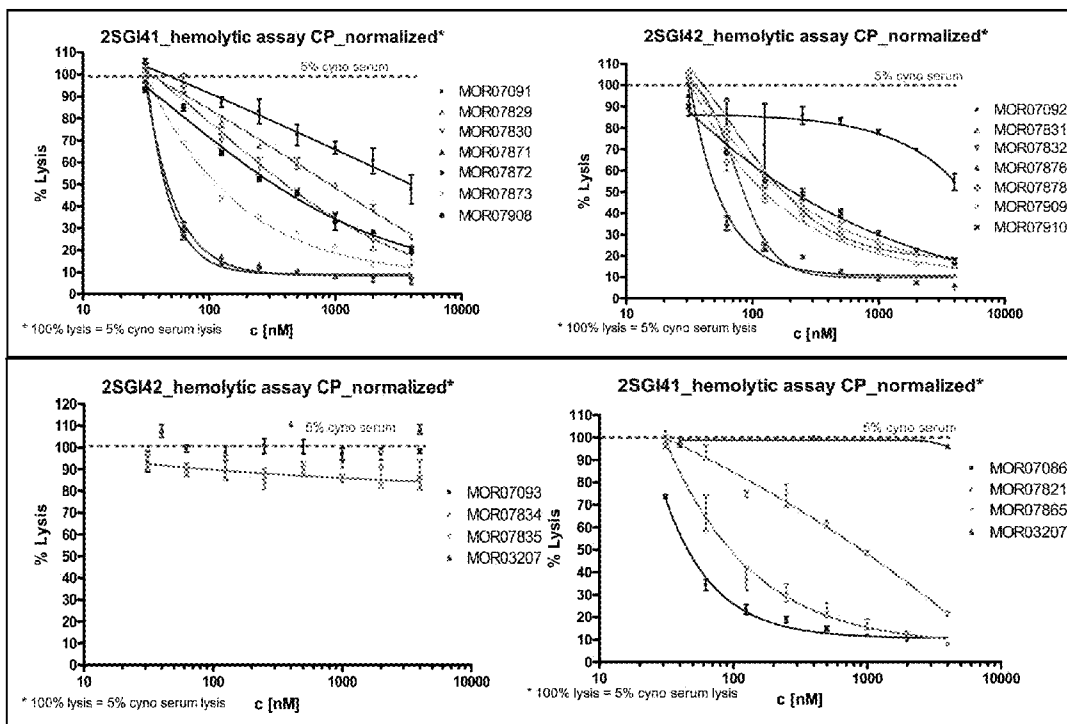 2SGI41_hemolytic assay CP_normalized*
110
100
90
80
70
60
50
40
30
20
10
0
% Lysis
5% cyno serum
MOR07091
MOR07829
MOR07830
MOR07871
MOR07872
MOR07873
MOR07908
10
100
1000
10000
c [nM]
* 100% lysis = 5% cyno serum lysis
2SGI42_hemolytic assay CP_normalized*
110
100
90
80
70
60
50
40
30
20
10
0
% Lysis
5% cyno serum
MOR07092
MOR07831
MOR07832
MOR07876
MOR07878
MOR07909
MOR07910
10
100
1000
10000
c [nM]
* 100% lysis = 5% cyno serum lysis
2SGI42_hemolytic assay CP_normalized*
120
110
100
90
80
70
60
50
40
30
20
10
0
% Lysis
5% cyno serum
MOR07093
MOR07834
MOR07835
MOR03207
10
100
1000
10000
c [nM]
* 100% lysis = 5% cyno serum lysis
2SGI41_hemolytic assay CP_normalized*
110
100
90
80
70
60
50
40
30
20
10
0
% Lysis
5% cyno serum
MOR07086
MOR07821
MOR07865
MOR03207
10
100
1000
10000
c [nM]
* 100% lysis = 5% cyno serum lysis